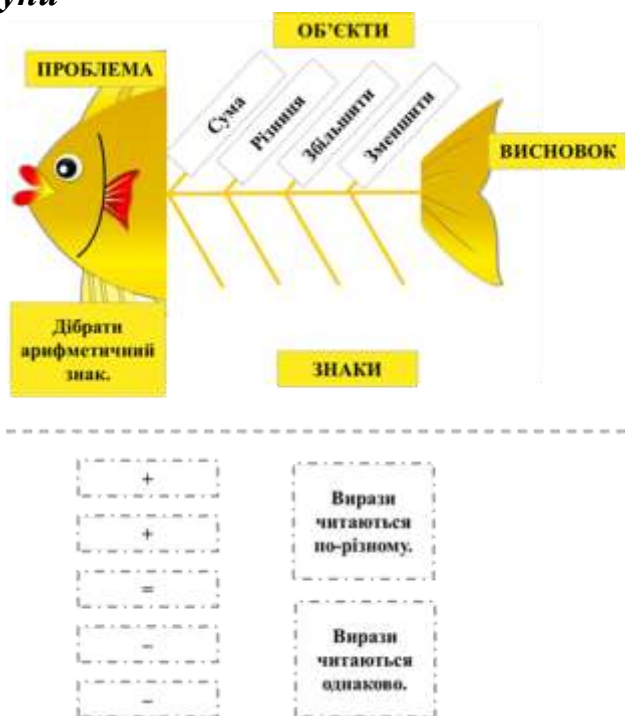 ОБ’ЄКТИ
ПРОБЛЕМА
Сума
Різниця
Збільшити
Зменшити
ВИСНОВОК
Дібрати
арифметичний
знак.
ЗНАКИ
+
+
=
–
–
Вирази
читаються
по-різному.
Вирази
читаються
однаково.